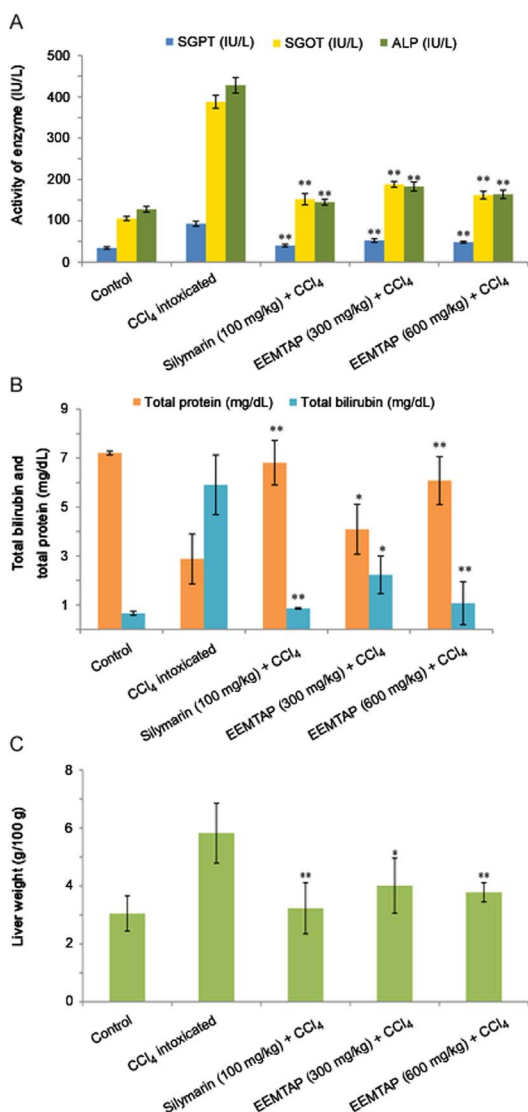 A
SGPT (IU/L) SGOT (IU/L) ALP (IU/L)
Activity of enzyme (IU/L)
500
400
300
200
100
0
** ** ** ** ** ** ** ** **
Control
CCl₄ intoxicated
Silymarin (100 mg/kg) + CCl₄
EEMTAP (300 mg/kg) + CCl₄
EEMTAP (600 mg/kg) + CCl₄
B
Total protein (mg/dL) Total bilirubin (mg/dL)
Total bilirubin and
total protein (mg/dL)
9
7
5
3
1
** ** * * ** **
Control
CCl₄ intoxicated
Silymarin (100 mg/kg) + CCl₄
EEMTAP (300 mg/kg) + CCl₄
EEMTAP (600 mg/kg) + CCl₄
C
Liver weight (g/100 g)
8
6
4
2
0
** * **
Control
CCl₄ intoxicated
Silymarin (100 mg/kg) + CCl₄
EEMTAP (300 mg/kg) + CCl₄
EEMTAP (600 mg/kg) + CCl₄